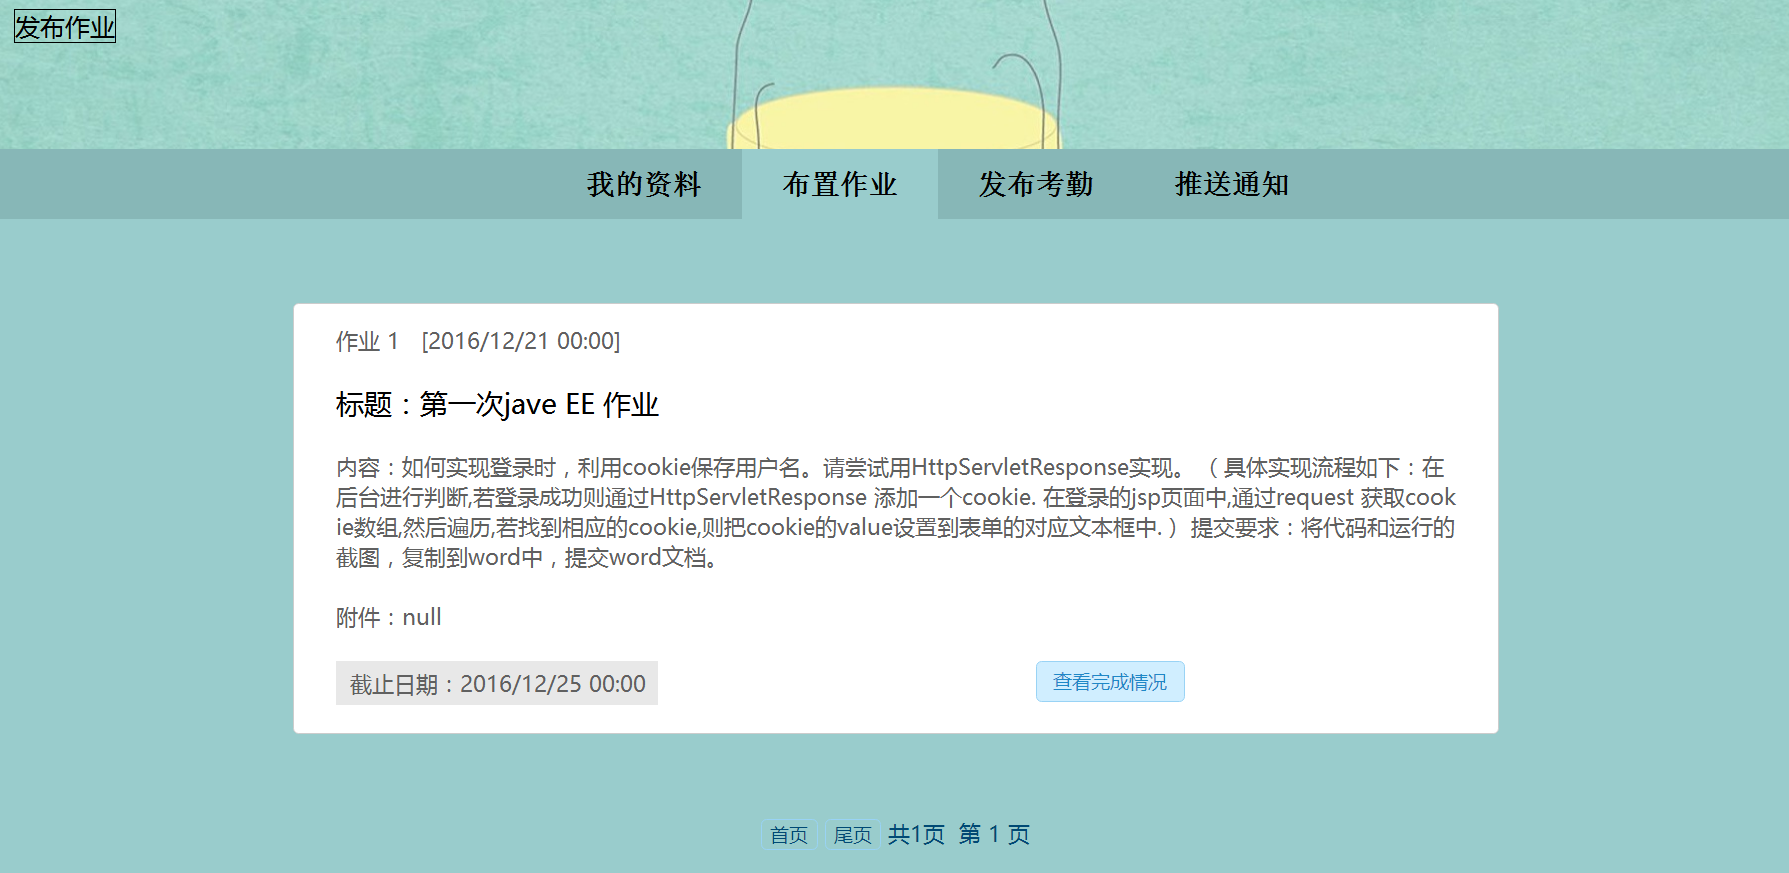 发布作业
我的资料 布置作业 发布考勤 推送通知
作业 1 [2016/12/21 00:00]
标题：第一次jave EE 作业
内容：如何实现登录时，利用cookie保存用户名。请尝试用HttpServletResponse实现。 （ 具体实现流程如下：在
后台进行判断,若登录成功则通过HttpServletResponse 添加一个cookie. 在登录的jsp页面中,通过request 获取cook
ie数组,然后遍历,若找到相应的cookie,则把cookie的value设置到表单的对应文本框中. ）提交要求：将代码和运行的
截图，复制到word中，提交word文档。
附件：null
截止日期：2016/12/25 00:00 查看完成情况
首页 尾页 共1页 第 1 页